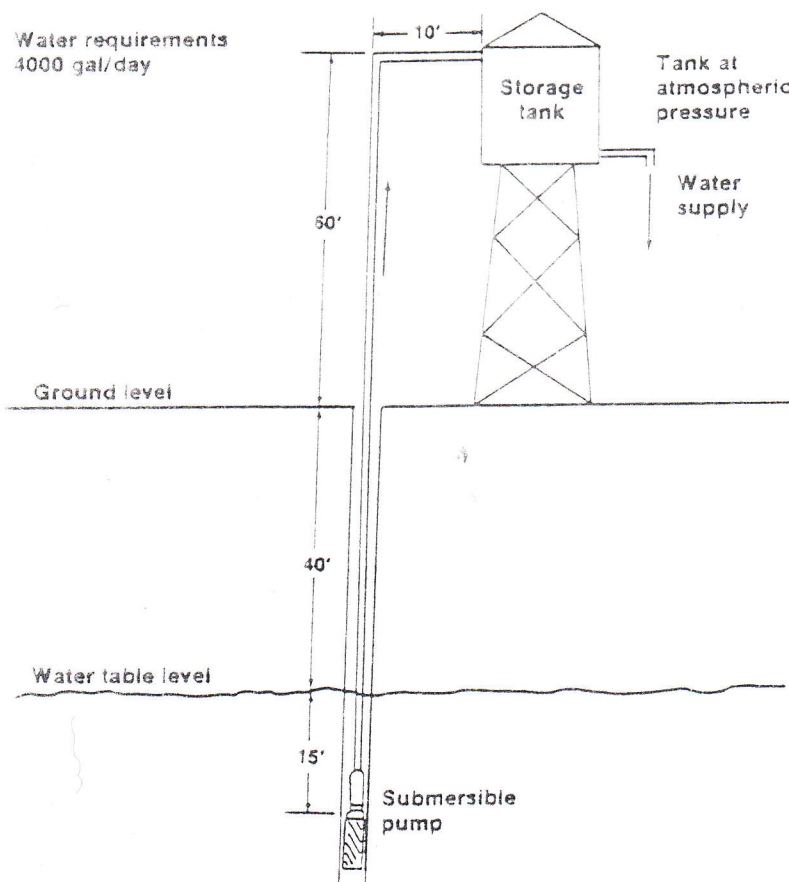 Water requirements
4000 gal/day
10'
Storage
tank
Tank at
atmospheric
pressure
Water
supply
60'
Ground level
40'
Water table level
15'
Submersible
pump